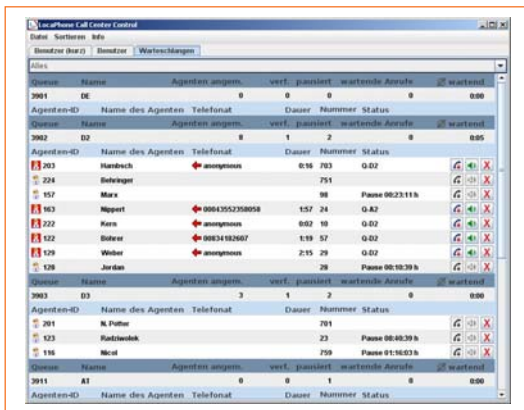 LocaPhone Call Center Control
Datei Sortieren Info
Benutzer (kurz) Benutzer Warteschlangen
Alles
Queue Name Agenten angem. verf. pausiert wartende Anrufe Ø wartend
3901 DE 0 0 0 0 0:00
Agenten-ID Name des Agenten Telefonat Dauer Nummer Status
Queue Name Agenten angem. verf. pausiert wartende Anrufe Ø wartend
3902 D2 8 1 2 0 0:05
Agenten-ID Name des Agenten Telefonat Dauer Nummer Status
203 Hambsch anonymous 0:16 703 Q-D2
224 Behringer 751
157 Marx 98 Pause 00:23:11 h
163 Nippert 00043552358058 1:57 24 Q-A2
222 Kern anonymous 0:02 10 Q-D2
122 Bohrer 00034182607 1:19 57 Q-D2
129 Weber anonymous 2:15 29 Q-D2
128 Jordan 28 Pause 00:10:39 h
Queue Name Agenten angem. verf. pausiert wartende Anrufe Ø wartend
3903 D3 3 1 2 0 0:00
Agenten-ID Name des Agenten Telefonat Dauer Nummer Status
201 N. Potter 701
123 Radziwolek 23 Pause 00:40:39 h
116 Nicol 759 Pause 01:16:03 h
Queue Name Agenten angem. verf. pausiert wartende Anrufe Ø wartend
3911 AT 0 0 1 0 0:00
Agenten-ID Name des Agenten Telefonat Dauer Nummer Status